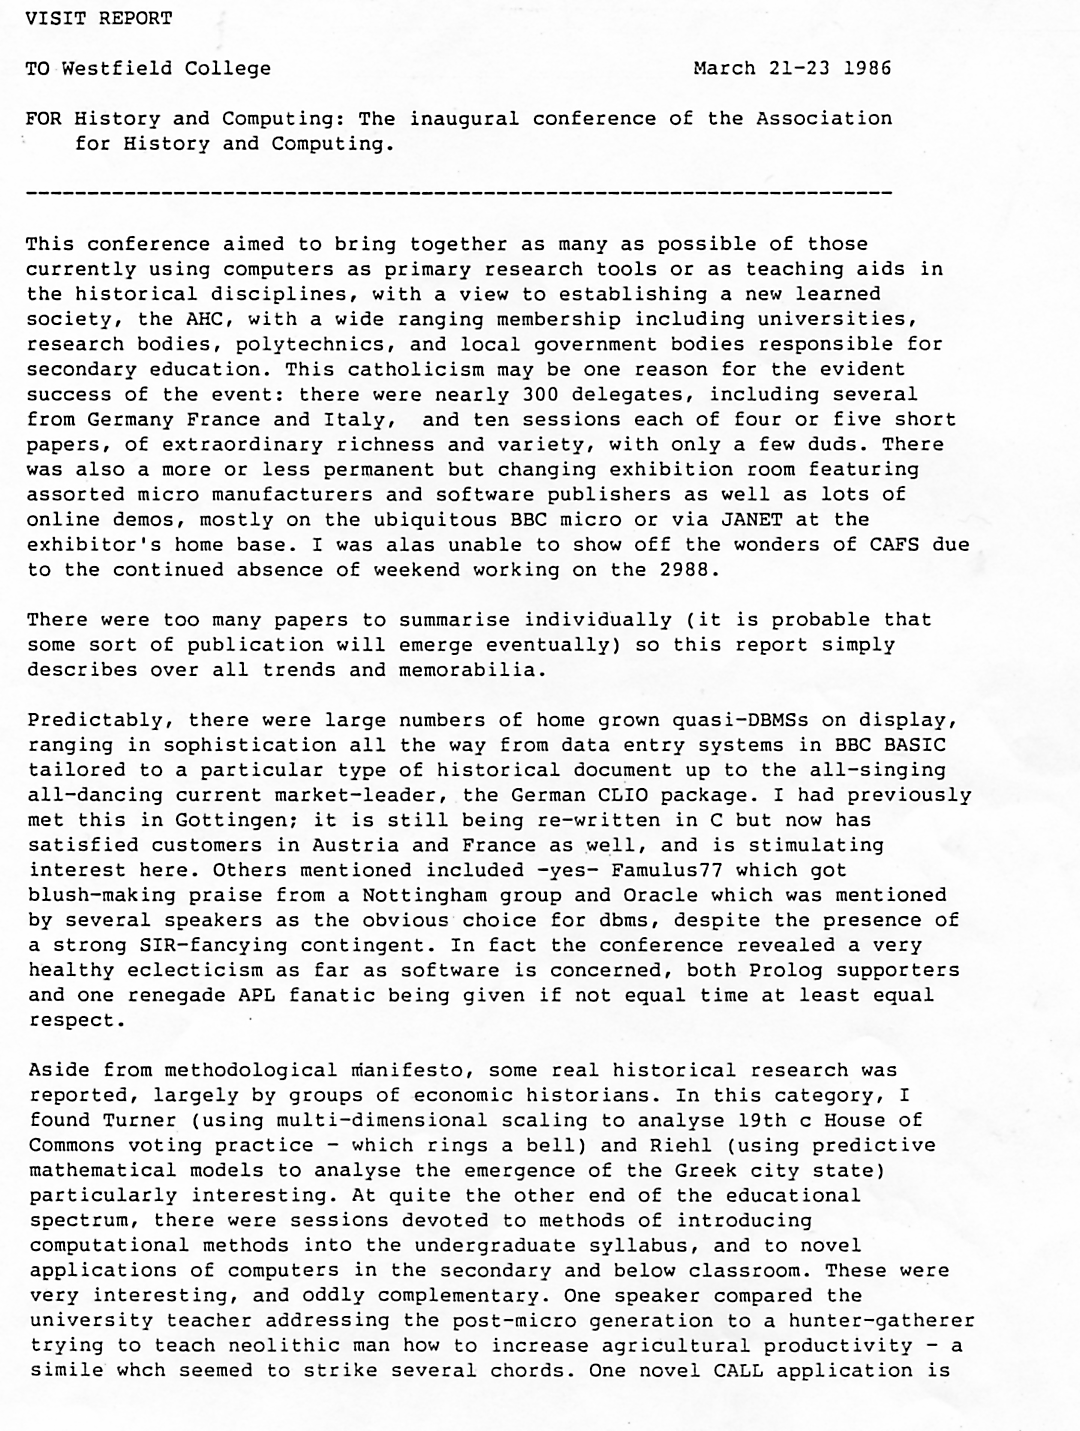 VISIT REPORT
TO Westfield College March 21-23 1986
FOR History and Computing: The inaugural conference of the Association
for History and Computing.
----------------------------------------------------------------------
This conference aimed to bring together as many as possible of those
currently using computers as primary research tools or as teaching aids in
the historical disciplines, with a view to establishing a new learned
society, the AHC, with a wide ranging membership including universities,
research bodies, polytechnics, and local government bodies responsible for
secondary education. This catholicism may be one reason for the evident
success of the event: there were nearly 300 delegates, including several
from Germany France and Italy,  and ten sessions each of four or five short
papers, of extraordinary richness and variety, with only a few duds. There
was also a more or less permanent but changing exhibition room featuring
assorted micro manufacturers and software publishers as well as lots of
online demos, mostly on the ubiquitous BBC micro or via JANET at the
exhibitor's home base. I was alas unable to show off the wonders of CAFS due
to the continued absence of weekend working on the 2988.
There were too many papers to summarise individually (it is probable that
some sort of publication will emerge eventually) so this report simply
describes over all trends and memorabilia.
Predictably, there were large numbers of home grown quasi-DBMSs on display,
ranging in sophistication all the way from data entry systems in BBC BASIC
tailored to a particular type of historical document up to the all-singing
all-dancing current market-leader, the German CLIO package. I had previously
met this in Gottingen; it is still being re-written in C but now has
satisfied customers in Austria and France as well, and is stimulating
interest here. Others mentioned included -yes- Famulus77 which got
blush-making praise from a Nottingham group and Oracle which was mentioned
by several speakers as the obvious choice for dbms, despite the presence of
a strong SIR-fancying contingent. In fact the conference revealed a very
healthy eclecticism as far as software is concerned, both Prolog supporters
and one renegade APL fanatic being given if not equal time at least equal
respect.
Aside from methodological manifesto, some real historical research was
reported, largely by groups of economic historians. In this category, I
found Turner (using multi-dimensional scaling to analyse 19th c House of
Commons voting practice - which rings a bell) and Riehl (using predictive
mathematical models to analyse the emergence of the Greek city state)
particularly interesting. At quite the other end of the educational
spectrum, there were sessions devoted to methods of introducing
computational methods into the undergraduate syllabus, and to novel
applications of computers in the secondary and below classroom. These were
very interesting, and oddly complementary. One speaker compared the
university teacher addressing the post-micro generation to a hunter-gatherer
trying to teach neolithic man how to increase agricultural productivity - a
simile whch seemed to strike several chords. One novel CALL application is